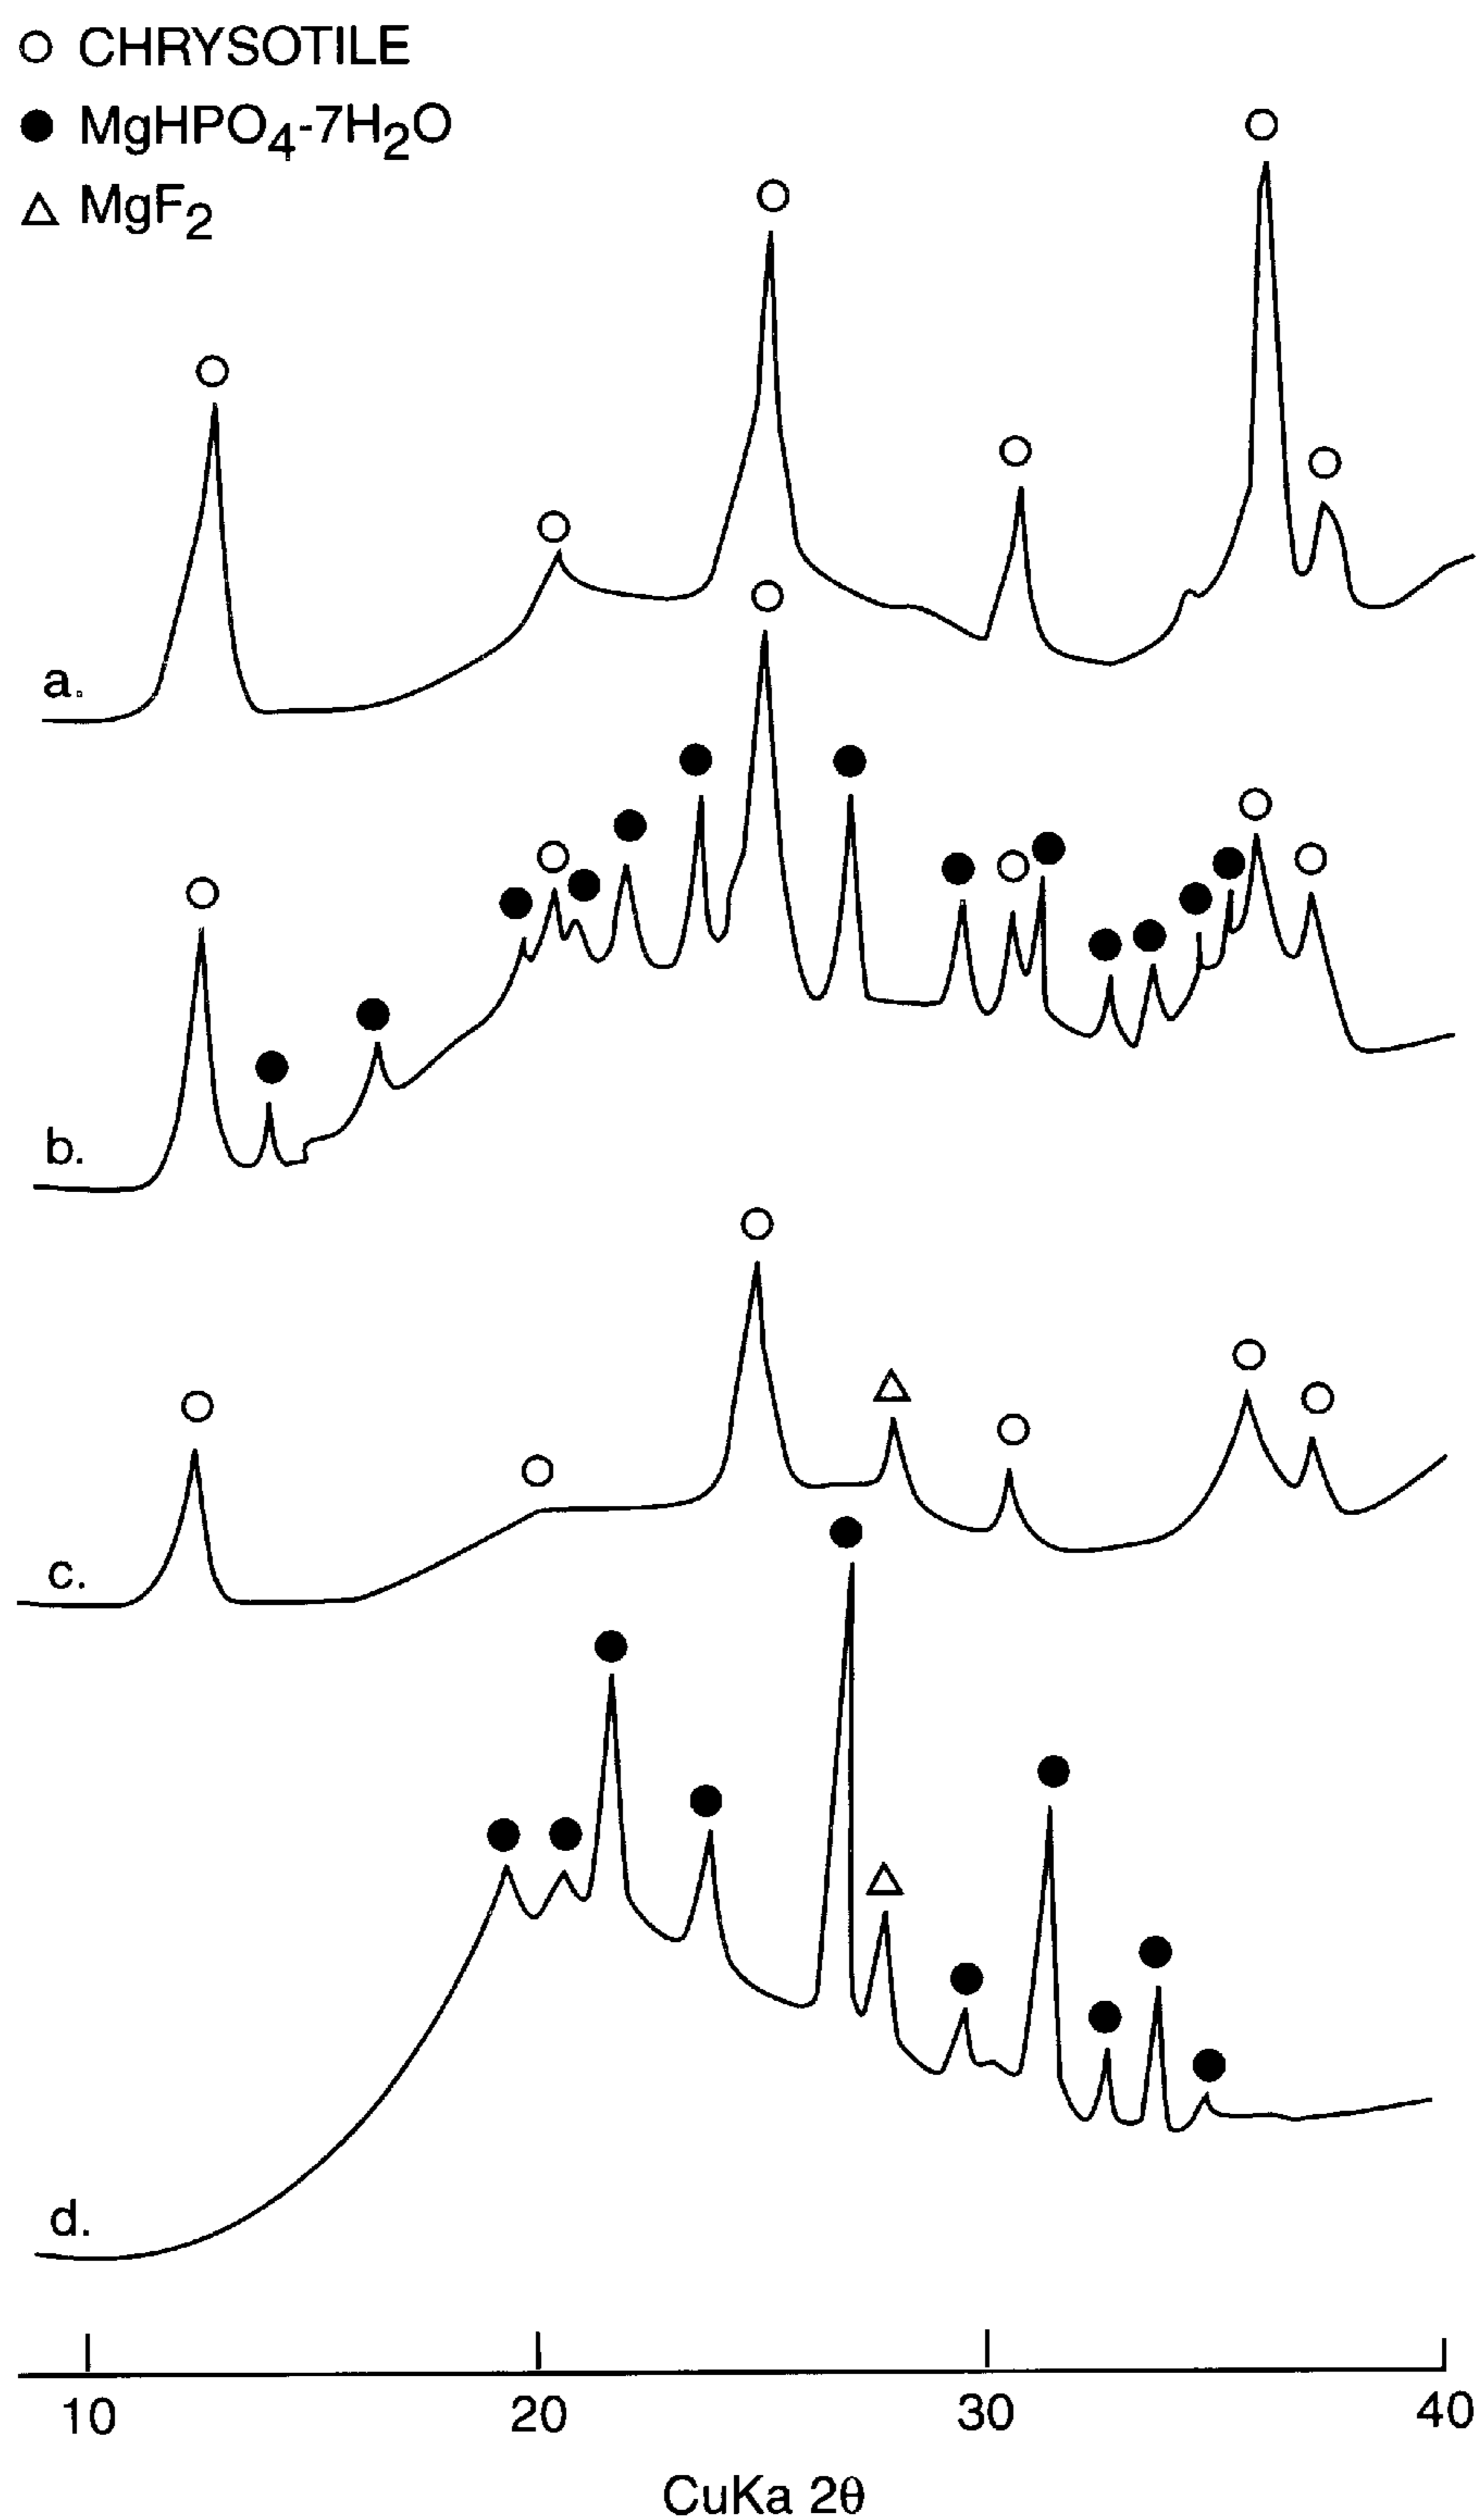 ○ CHRYSOTILE
● MgHPO4-7H2O
△ MgF2
a.
b.
c.
d.
10 20 30 40
CuKa 2θ